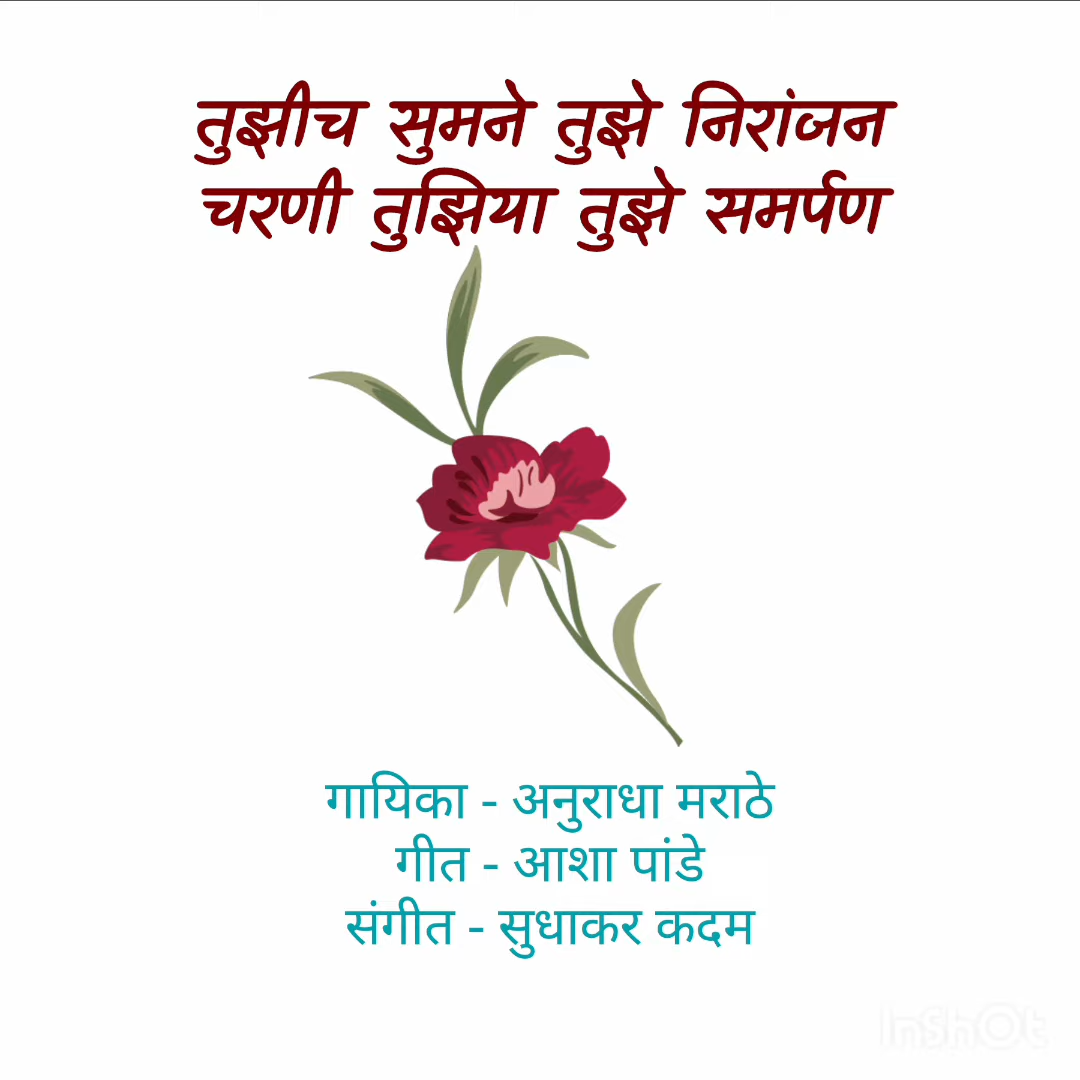 तुझीच सुमने तुझे निरांजन
चरणी तुझिया तुझे समर्पण
गायिका - अनुराधा मराठे
गीत - आशा पांडे
संगीत - सुधाकर कदम
InShOt